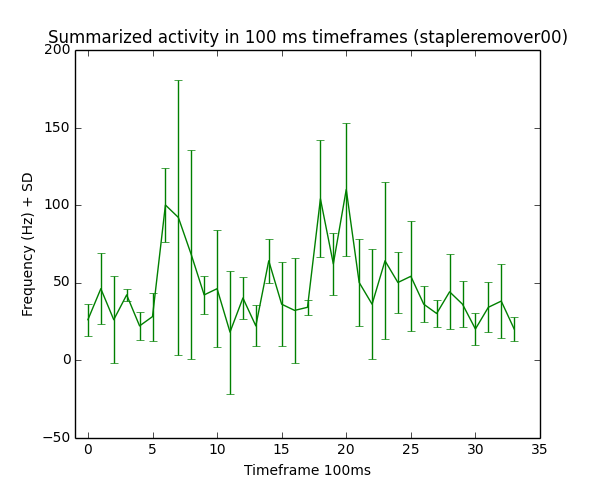 Summarized activity in 100 ms timeframes (stapleremover00)
200
150
100
50
0
−50
Frequency (Hz) + SD
0 5 10 15 20 25 30 35
Timeframe 100ms